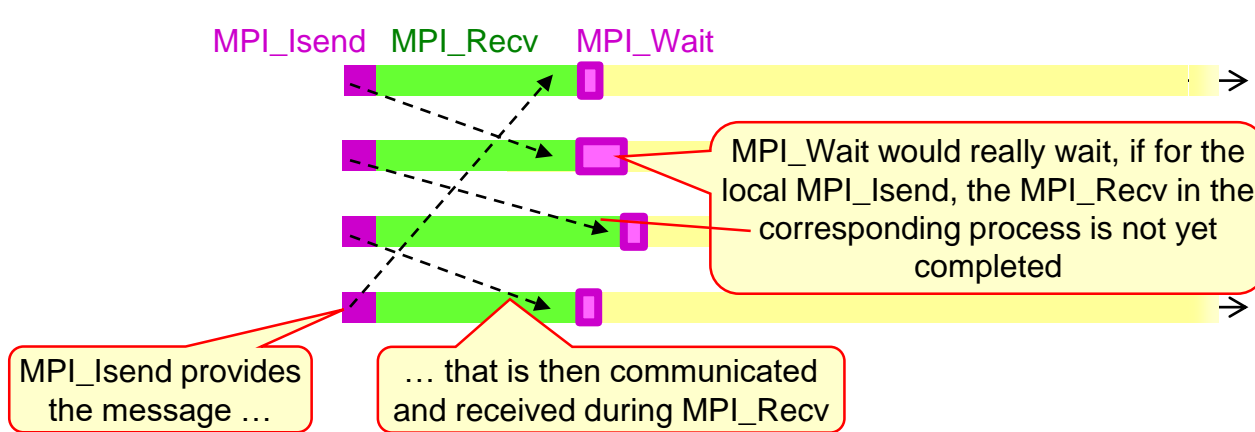 MPI_Isend MPI_Recv MPI_Wait
MPI_Wait would really wait, if for the
local MPI_Isend, the MPI_Recv in the
corresponding process is not yet
completed
MPI_Isend provides
the message …
… that is then communicated
and received during MPI_Recv